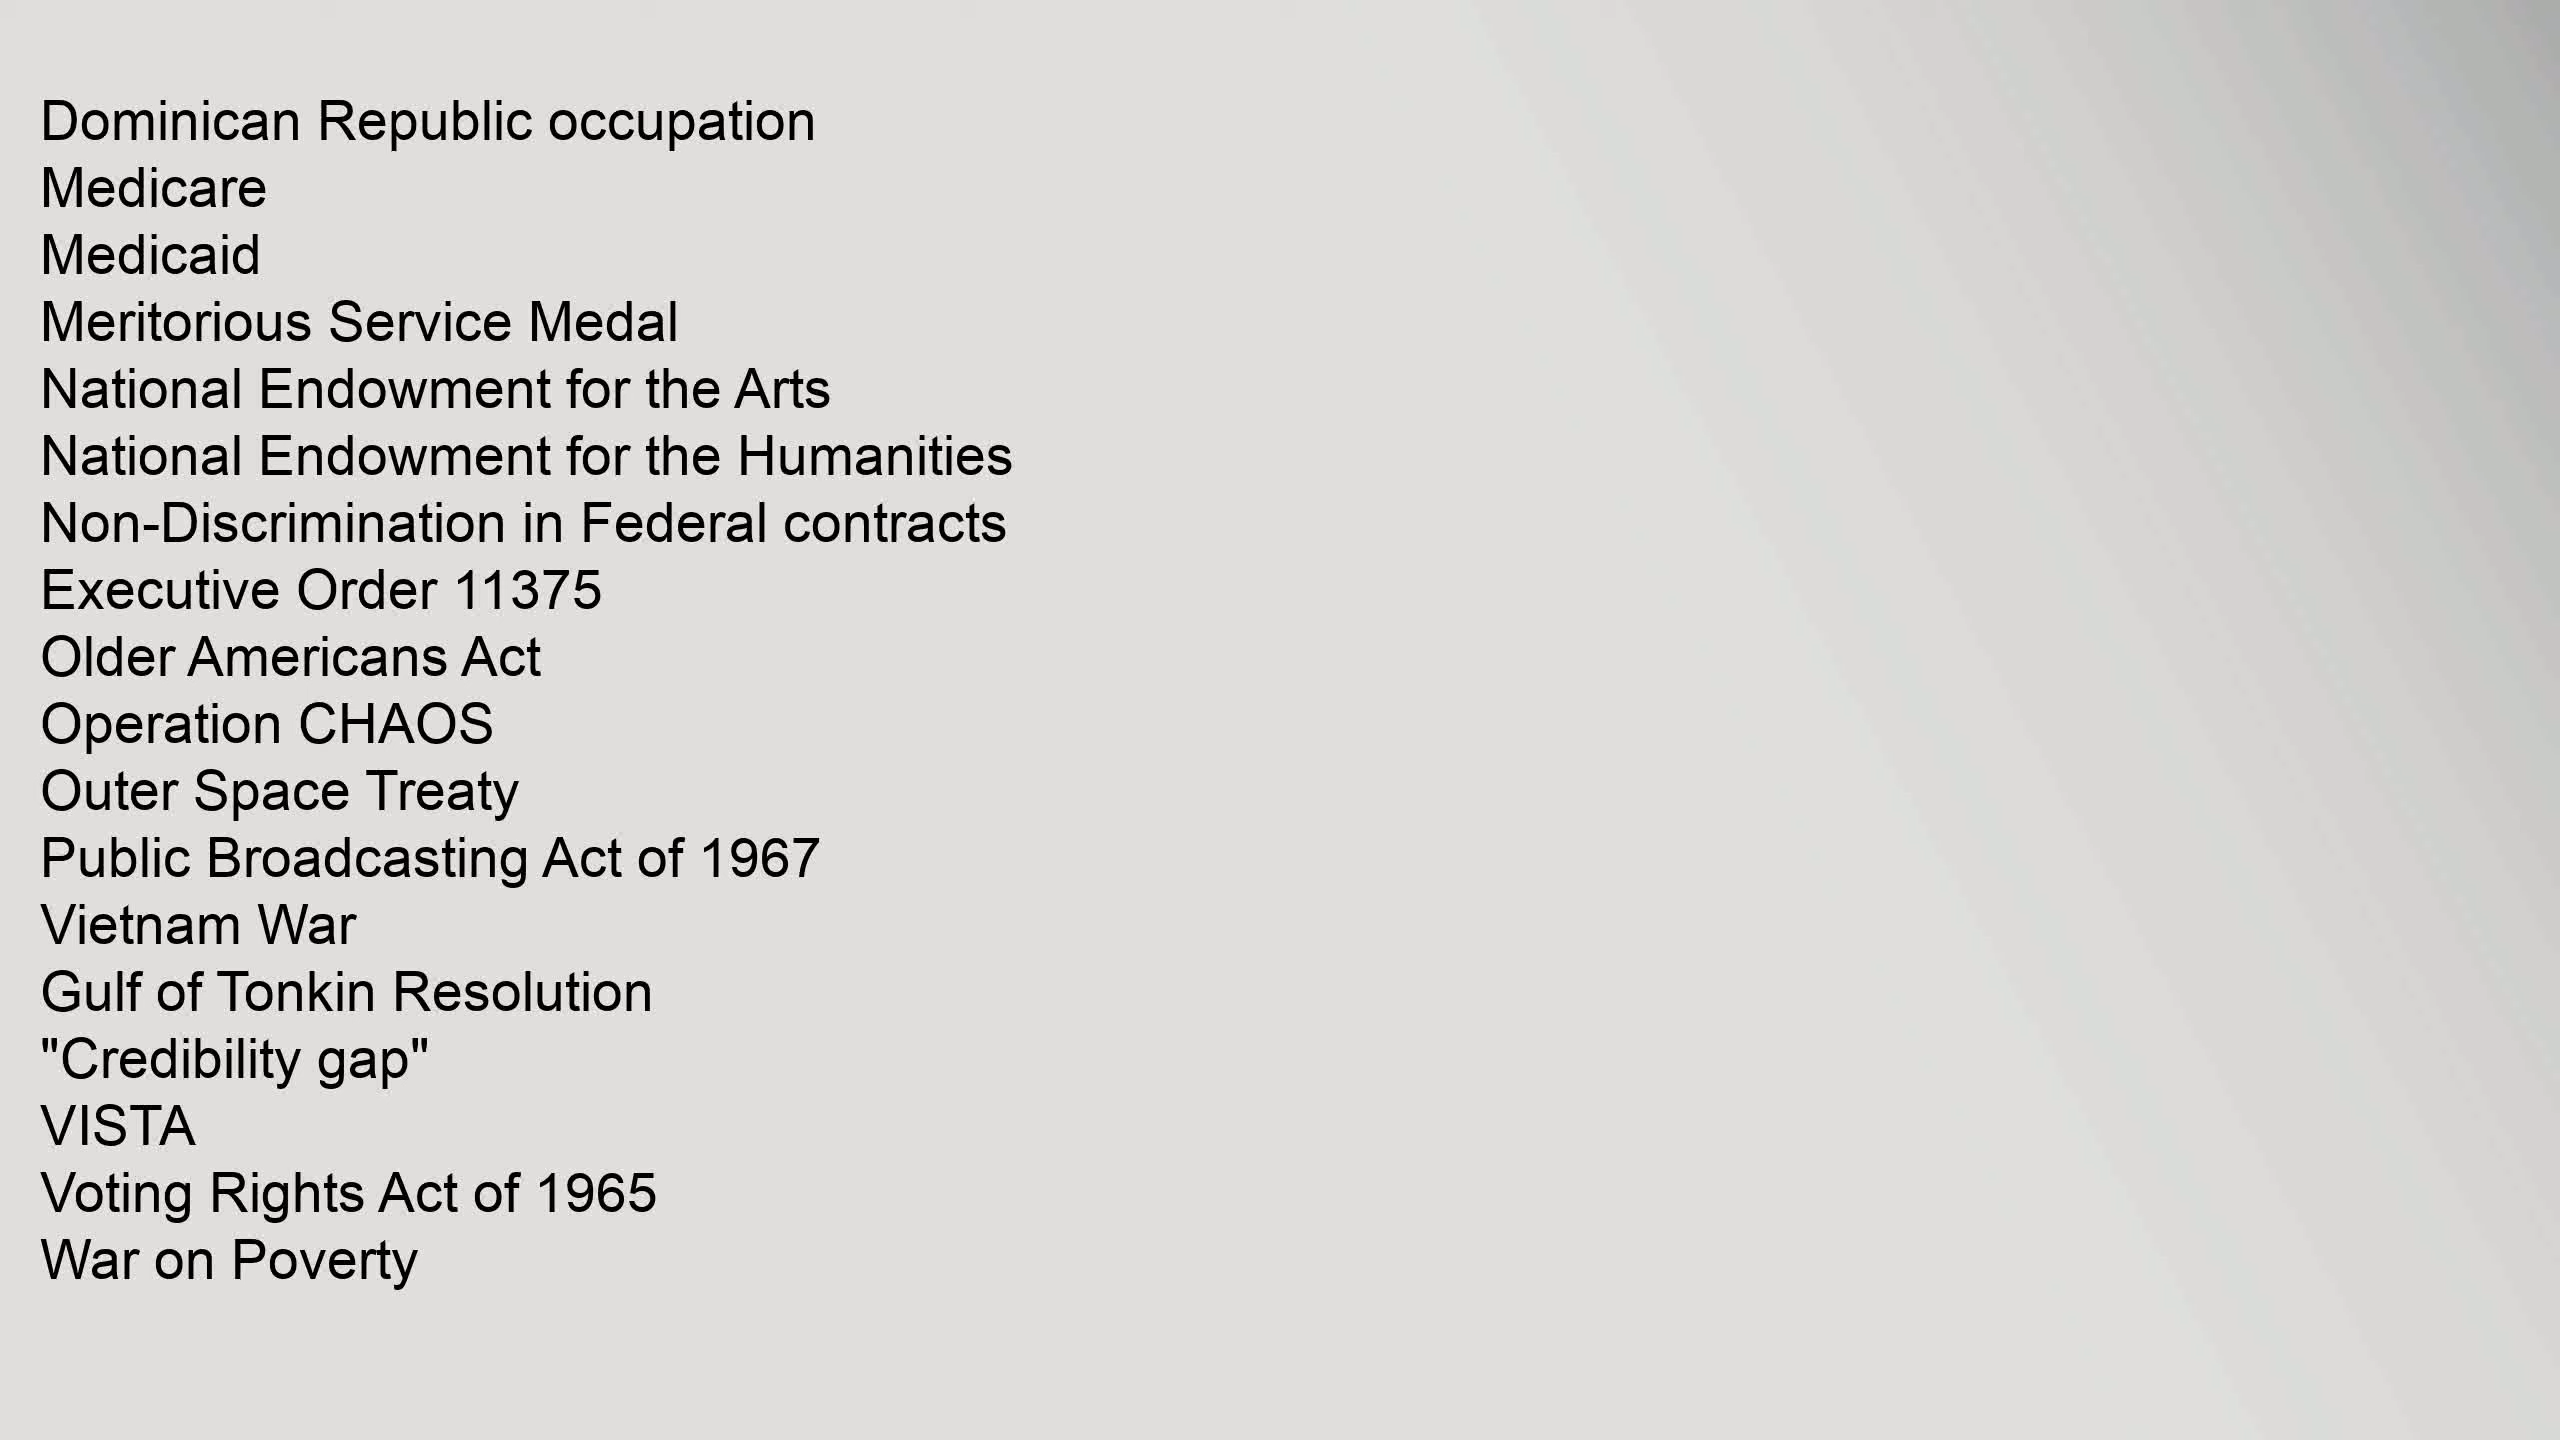 Dominican Republic occupation
Medicare
Medicaid
Meritorious Service Medal
National Endowment for the Arts
National Endowment for the Humanities
Non-Discrimination in Federal contracts
Executive Order 11375
Older Americans Act
Operation CHAOS
Outer Space Treaty
Public Broadcasting Act of 1967
Vietnam War
Gulf of Tonkin Resolution
"Credibility gap"
VISTA
Voting Rights Act of 1965
War on Poverty